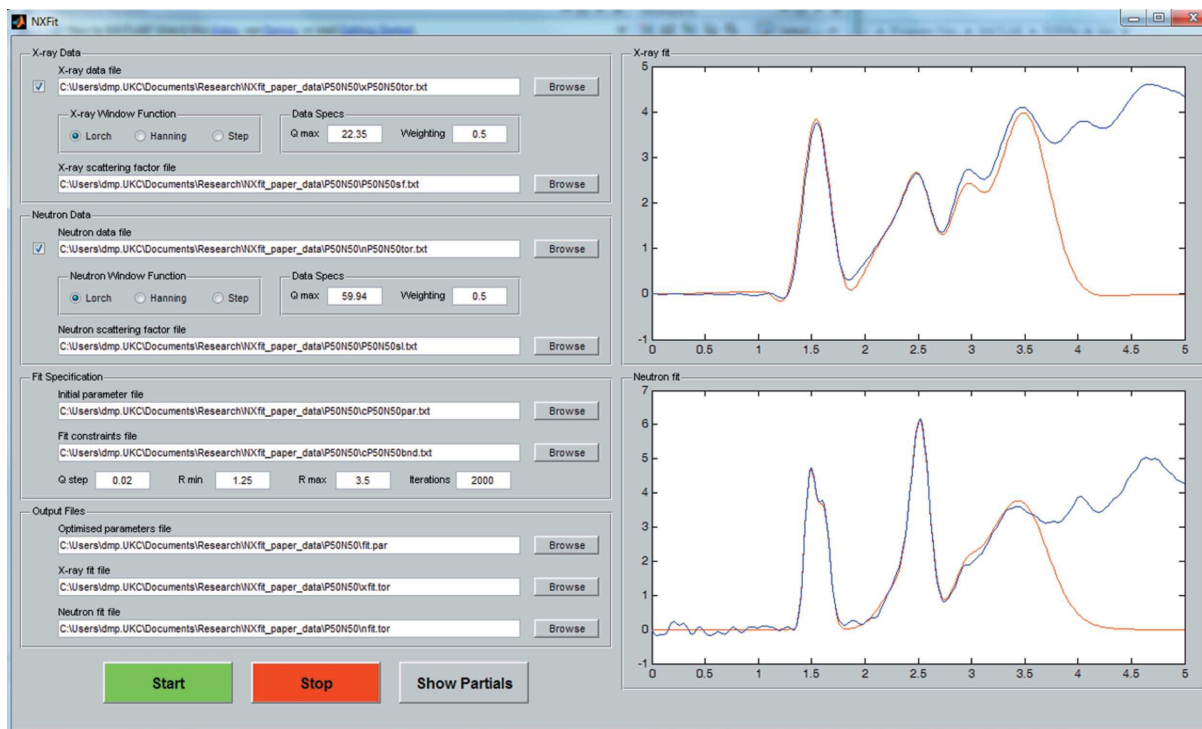 NXFit
X-ray Data
X-ray data file
C:\Users\dmp.UKC\Documents\Research\NXfit_paper_data\P50N50\xP50N50tor.txt
Browse
X-ray Window Function
Lorch Hanning Step
Data Specs
Q max 22.35 Weighting 0.5
X-ray scattering factor file
C:\Users\dmp.UKC\Documents\Research\NXfit_paper_data\P50N50\P50N50sf.txt
Browse
Neutron Data
Neutron data file
C:\Users\dmp.UKC\Documents\Research\NXfit_paper_data\P50N50\nP50N50tor.txt
Browse
Neutron Window Function
Lorch Hanning Step
Data Specs
Q max 59.94 Weighting 0.5
Neutron scattering factor file
C:\Users\dmp.UKC\Documents\Research\NXfit_paper_data\P50N50\P50N50sl.txt
Browse
Fit Specification
Initial parameter file
C:\Users\dmp.UKC\Documents\Research\NXfit_paper_data\P50N50\cP50N50par.txt
Browse
Fit constraints file
C:\Users\dmp.UKC\Documents\Research\NXfit_paper_data\P50N50\cP50N50bnd.txt
Browse
Q step 0.02 R min 1.25 R max 3.5 Iterations 2000
Output Files
Optimised parameters file
C:\Users\dmp.UKC\Documents\Research\NXfit_paper_data\P50N50\fit.par
Browse
X-ray fit file
C:\Users\dmp.UKC\Documents\Research\NXfit_paper_data\P50N50\xfit.tor
Browse
Neutron fit file
C:\Users\dmp.UKC\Documents\Research\NXfit_paper_data\P50N50\nfit.tor
Browse
Start Stop Show Partials
X-ray fit
5
4
3
2
1
0
-1
0 0.5 1 1.5 2 2.5 3 3.5 4 4.5 5
Neutron fit
7
6
5
4
3
2
1
0
-1
0 0.5 1 1.5 2 2.5 3 3.5 4 4.5 5